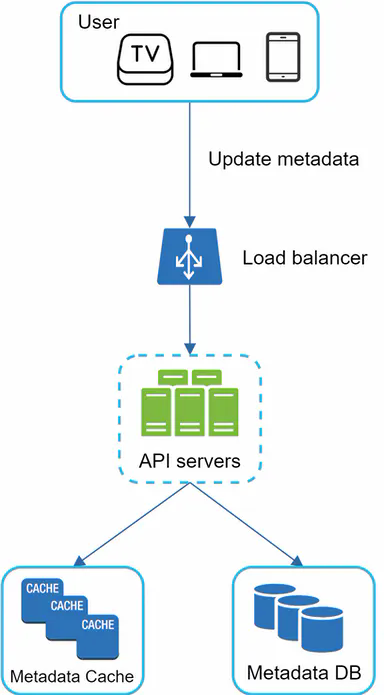 User
TV
Update metadata
Load balancer
API servers
CACHE
CACHE
CACHE
Metadata Cache
Metadata DB